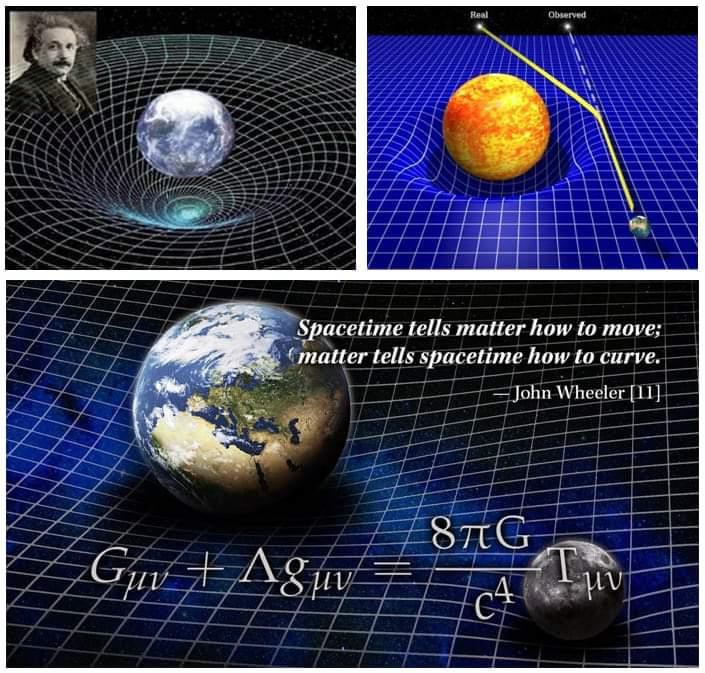 Real Observed
Spacetime tells matter how to move;
matter tells spacetime how to curve.
— John Wheeler [11]
Gμν + Λgμν = 8πG/c⁴ Tμν